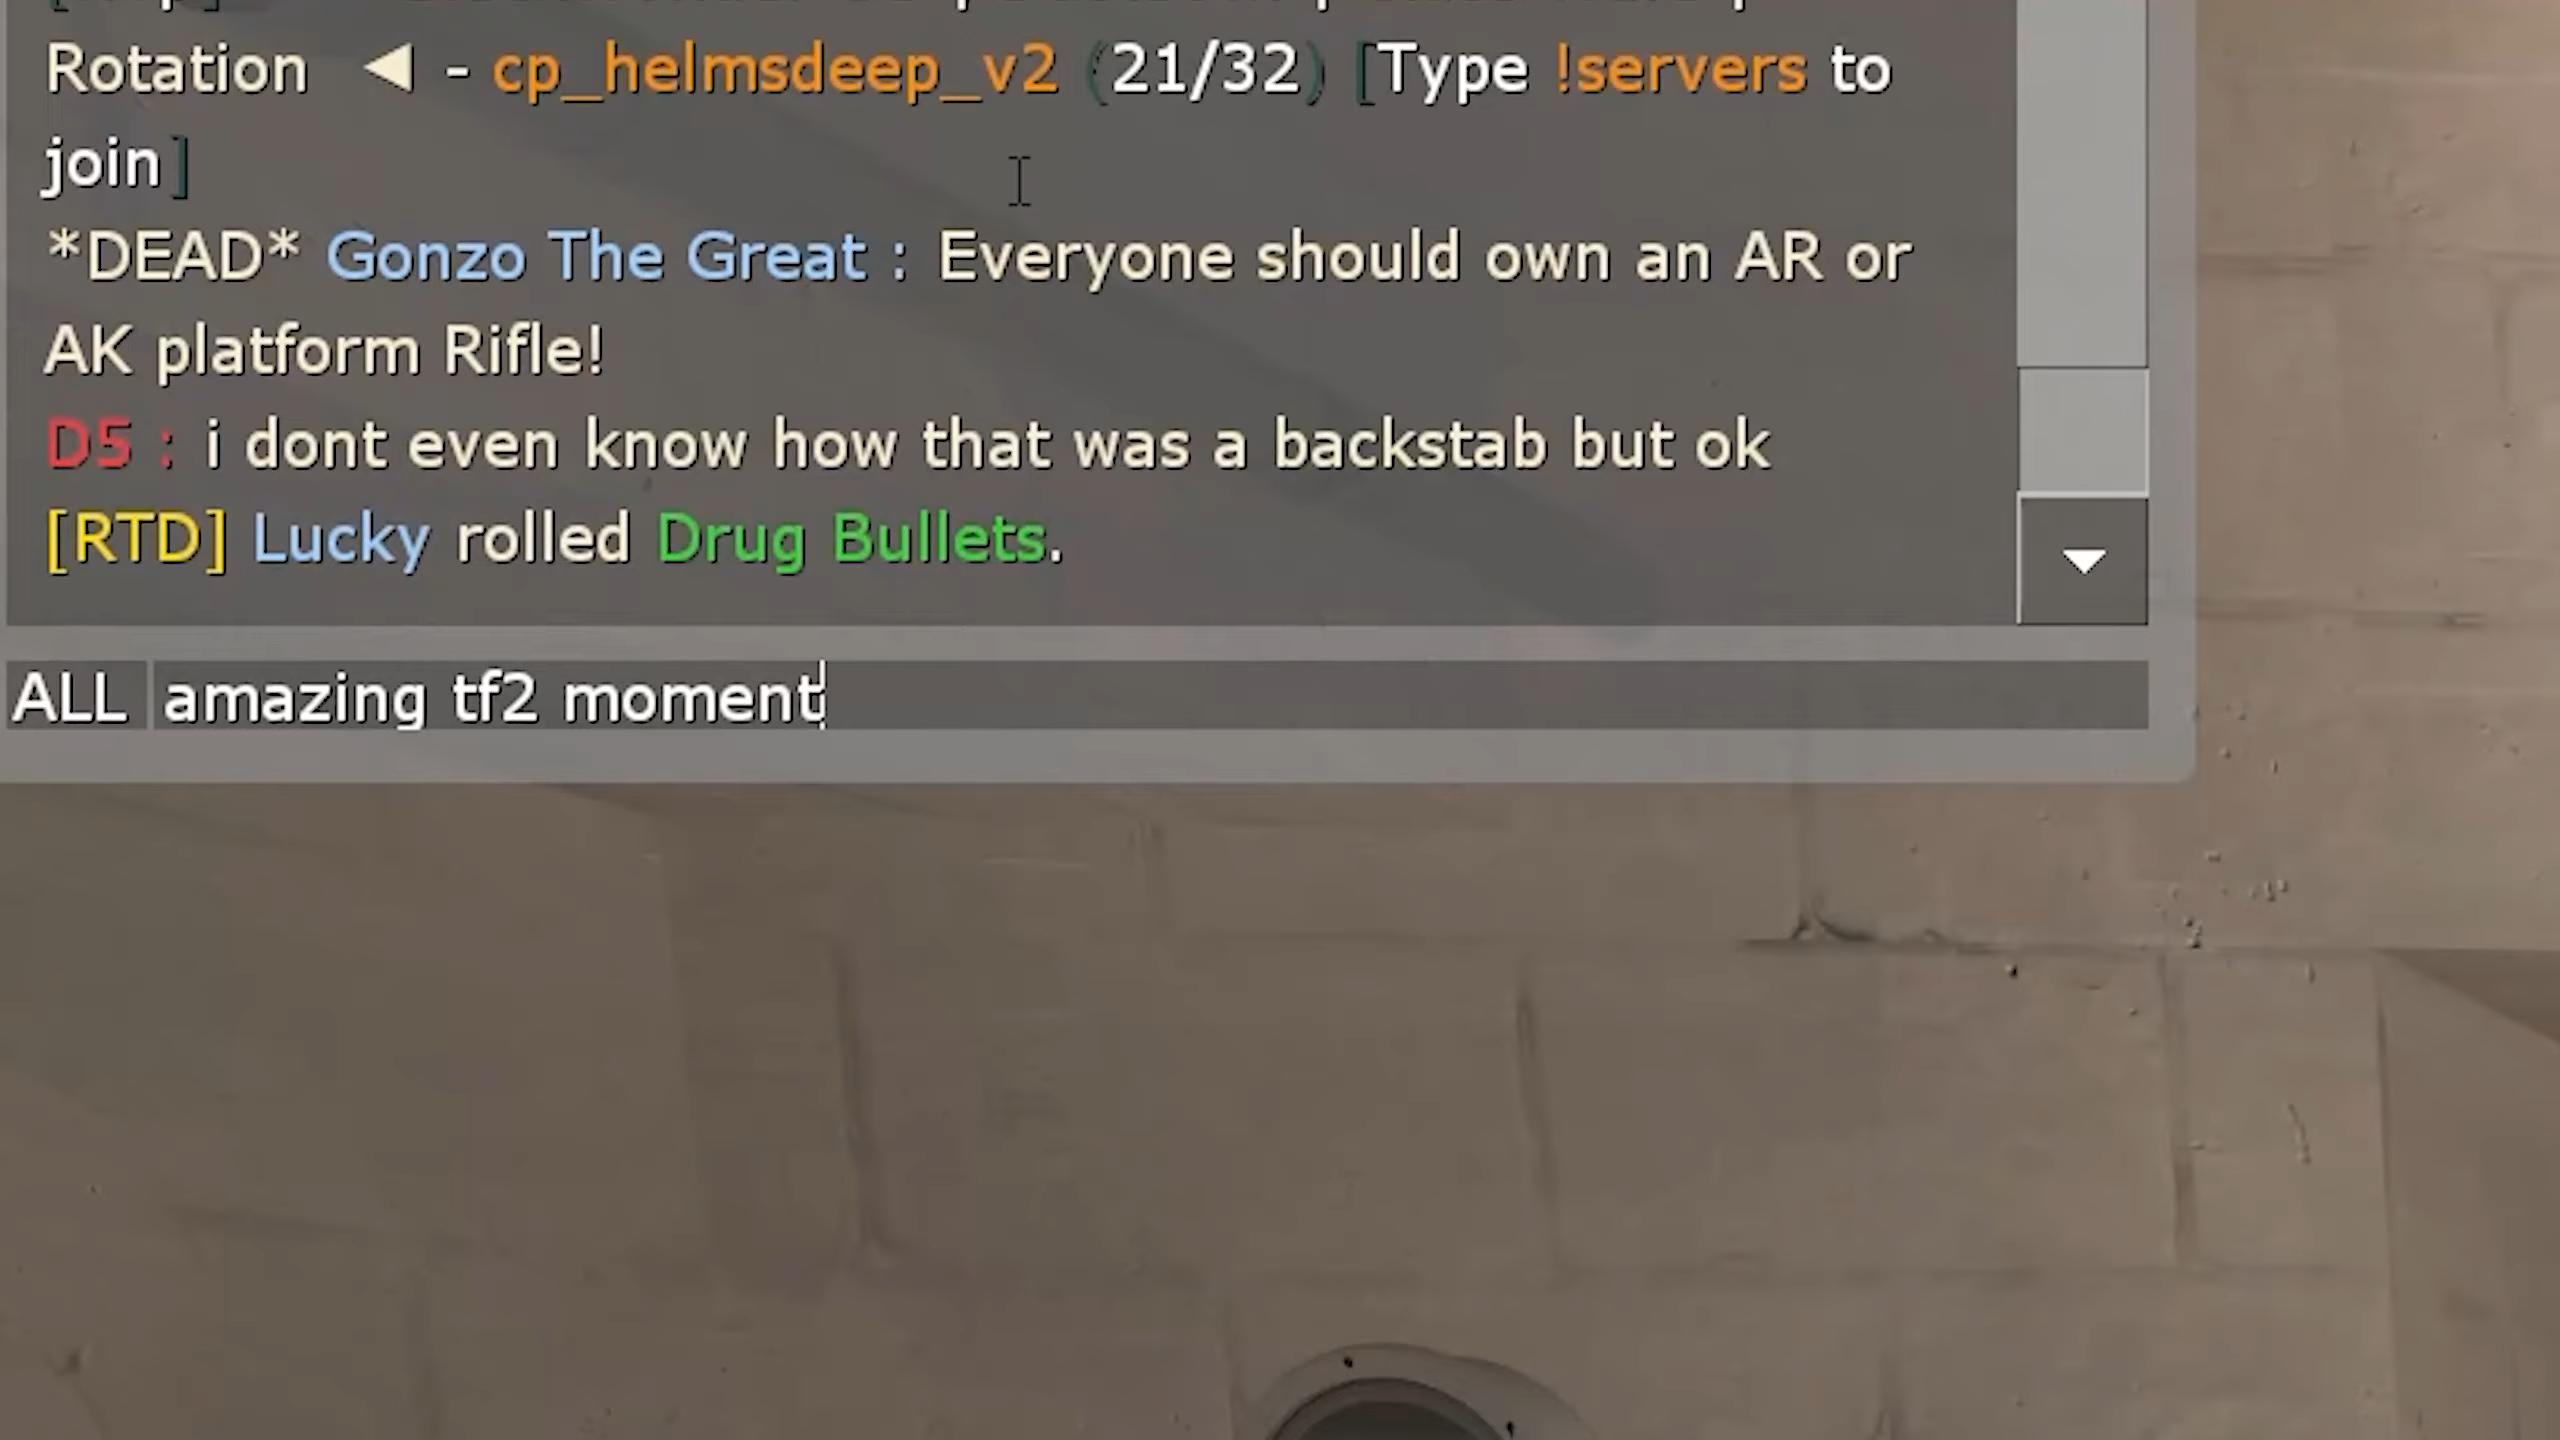 Rotation ◄ - cp_helmsdeep_v2 (21/32) [Type !servers to
join]
*DEAD* Gonzo The Great : Everyone should own an AR or
AK platform Rifle!
D5 : i dont even know how that was a backstab but ok
[RTD] Lucky rolled Drug Bullets.
ALL amazing tf2 moment